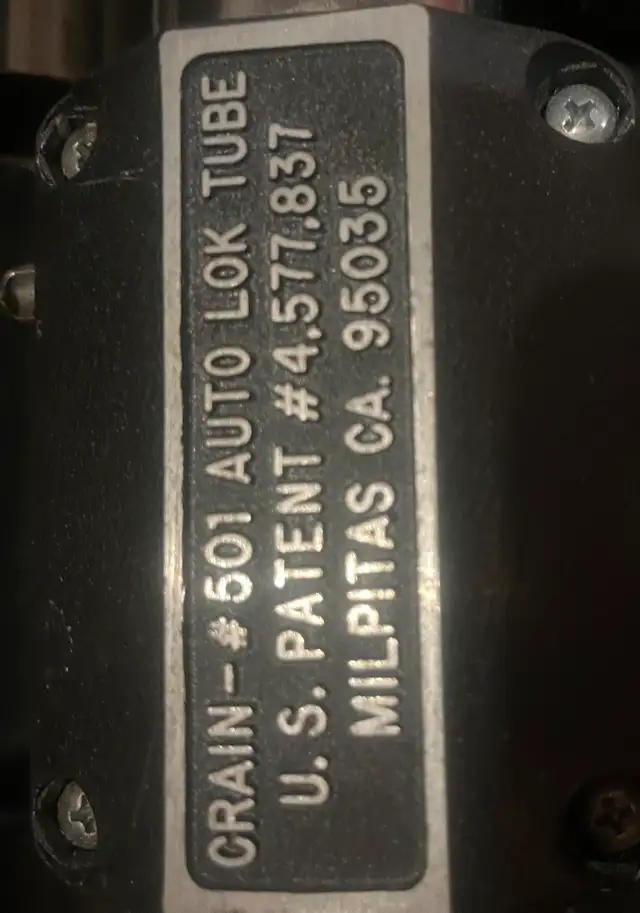 CRAIN-#501 AUTO LOK TUBE
U.S. PATENT #4,577,837
MILPITAS CA. 95035